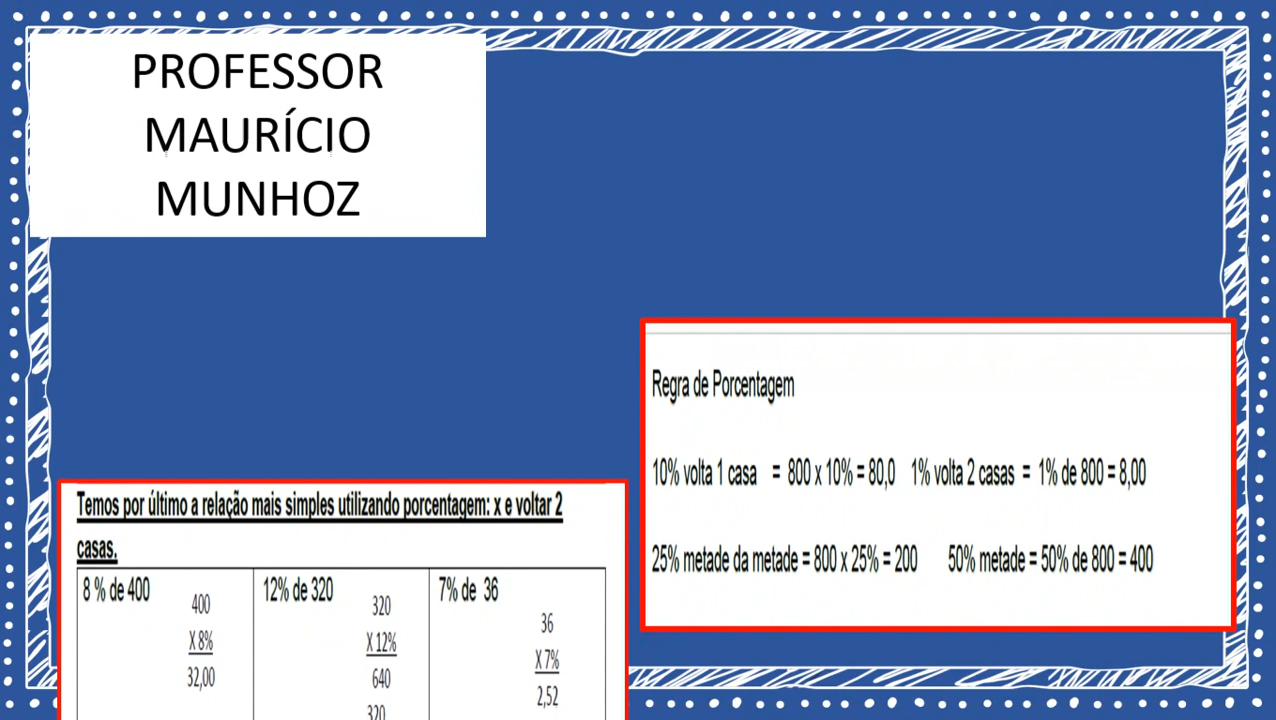 PROFESSOR
MAURÍCIO
MUNHOZ
Regra de Porcentagem
10% volta 1 casa = 800 x 10% = 80,0 1% volta 2 casas = 1% de 800 = 8,00
25% metade da metade = 800 x 25% = 200 50% metade = 50% de 800 = 400
Temos por último a relação mais simples utilizando porcentagem: x e voltar 2
casas.
8 % de 400
400
X 8%
32,00
12% de 320
320
X 12%
640
320
7% de 36
36
X 7%
2,52